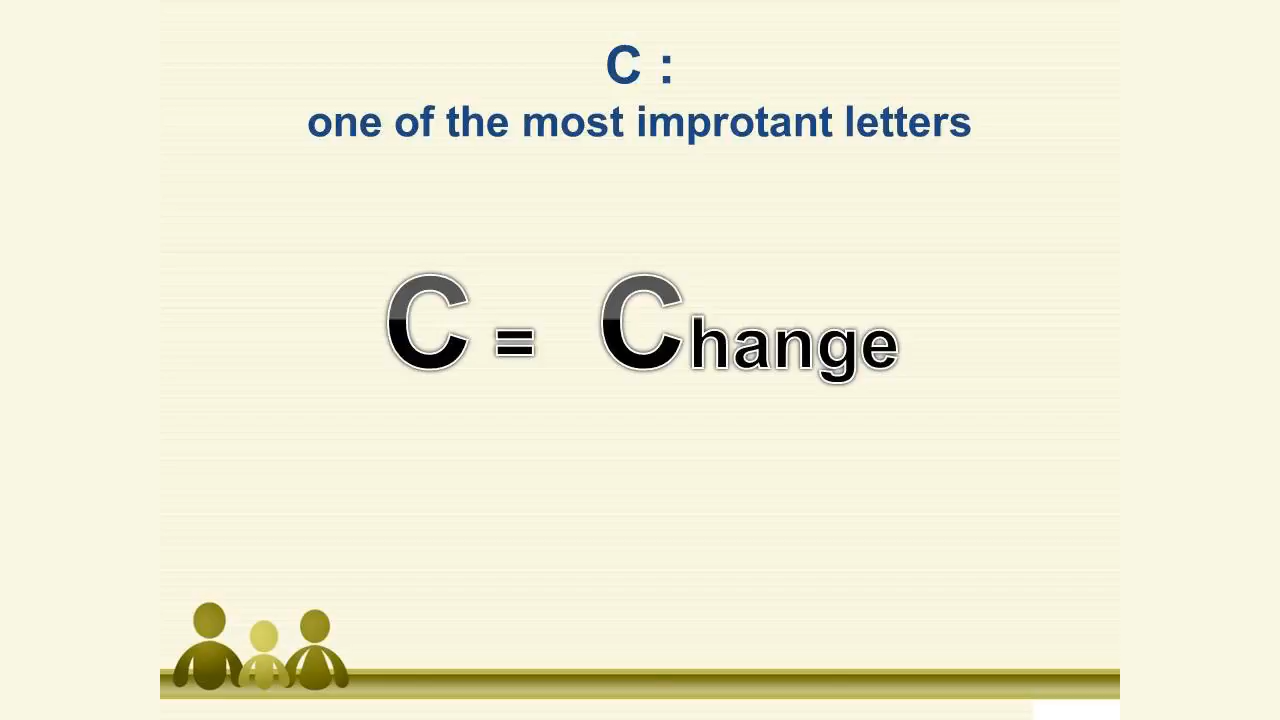 C :
one of the most improtant letters
C = Change